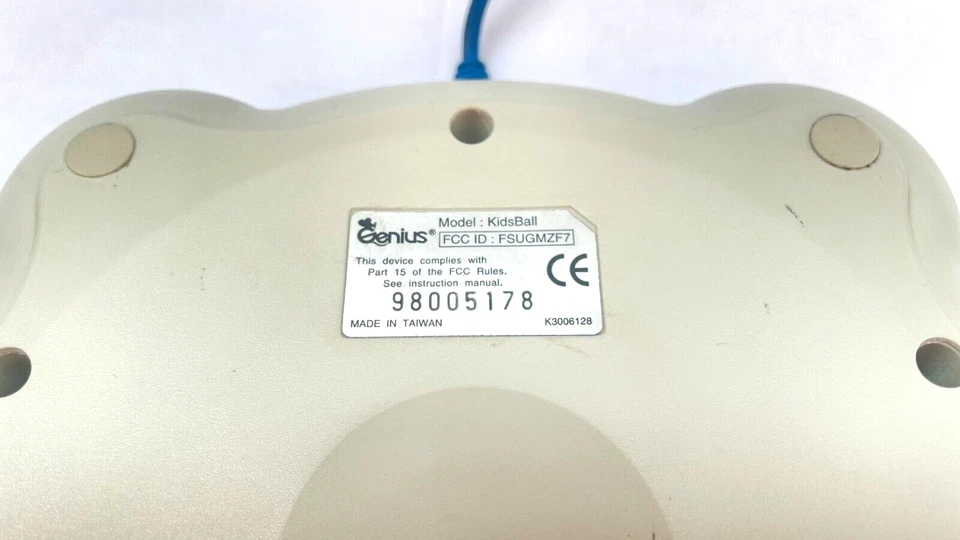 Genius® Model : KidsBall
FCC ID : FSUGMZF7
This device complies with
Part 15 of the FCC Rules.
See instruction manual.
CE
98005178
MADE IN TAIWAN K3006128